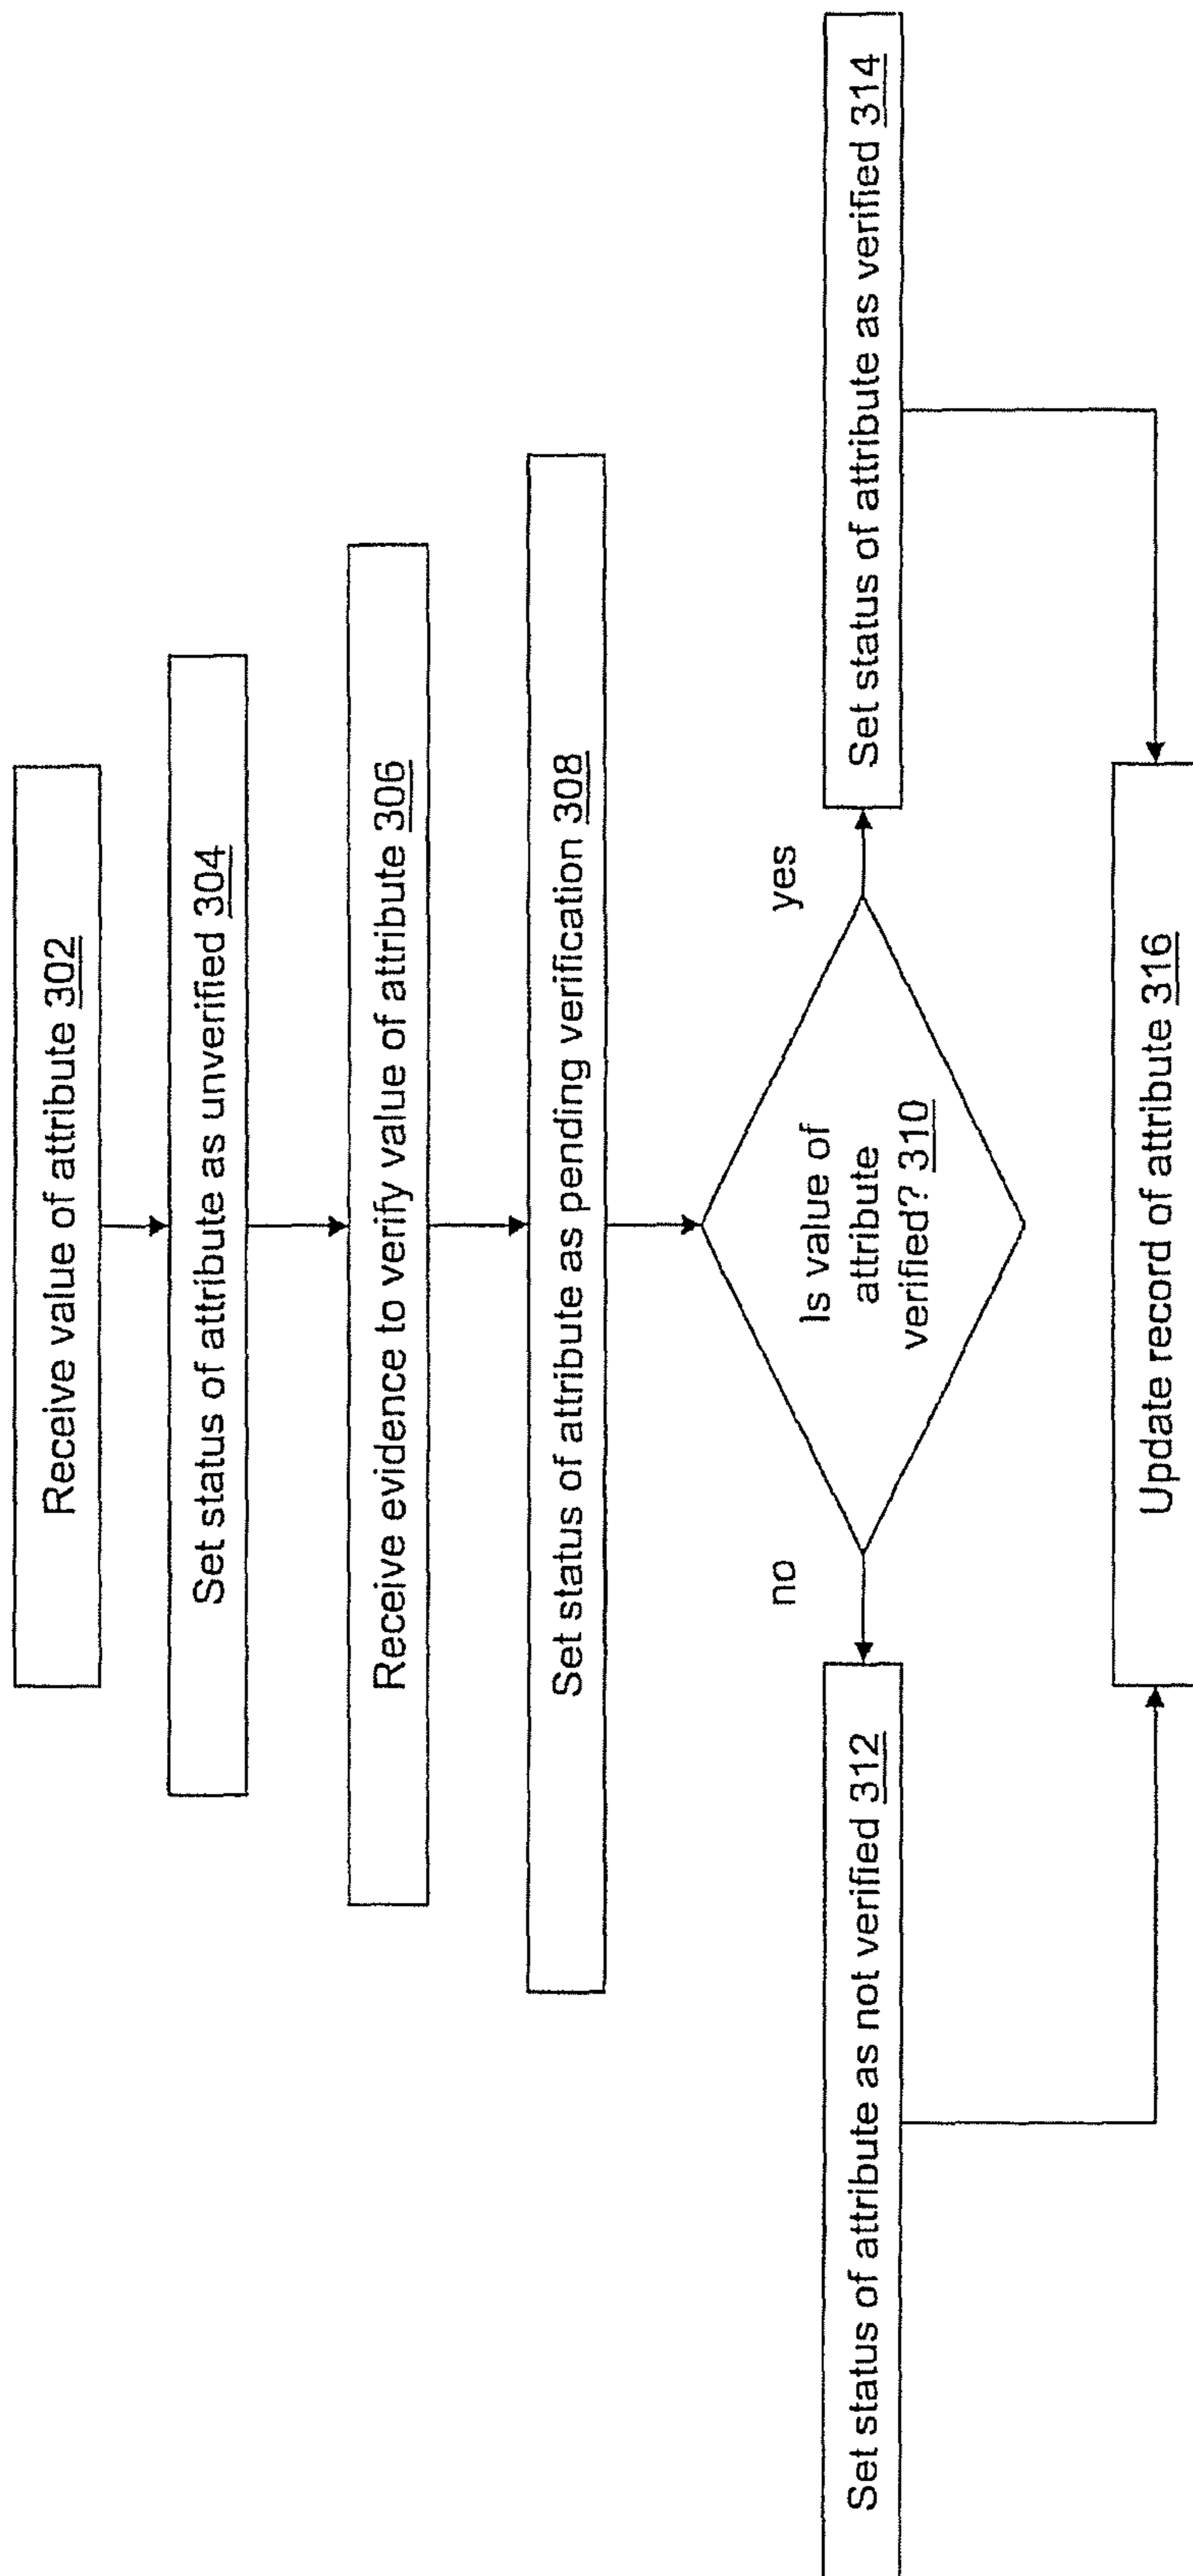 Receive value of attribute 302
Set status of attribute as unverified 304
Receive evidence to verify value of attribute 306
Set status of attribute as pending verification 308
Is value of
attribute
verified? 310
no
yes
Set status of attribute as not verified 312
Set status of attribute as verified 314
Update record of attribute 316